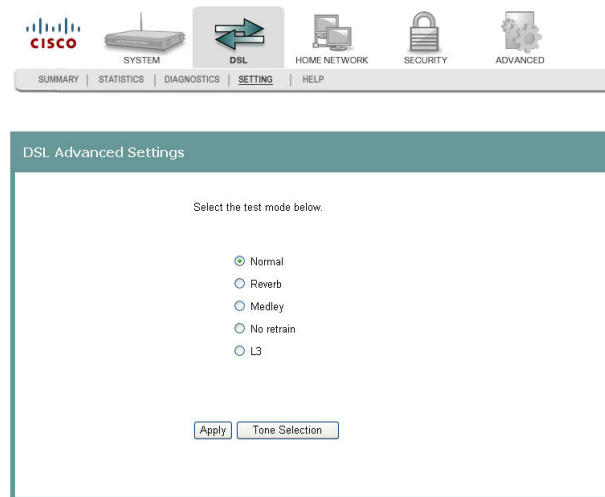 CISCO
SYSTEM DSL HOME NETWORK SECURITY ADVANCED
SUMMARY | STATISTICS | DIAGNOSTICS | SETTING | HELP
DSL Advanced Settings
Select the test mode below.
Normal
Reverb
Medley
No retrain
L3
Apply Tone Selection